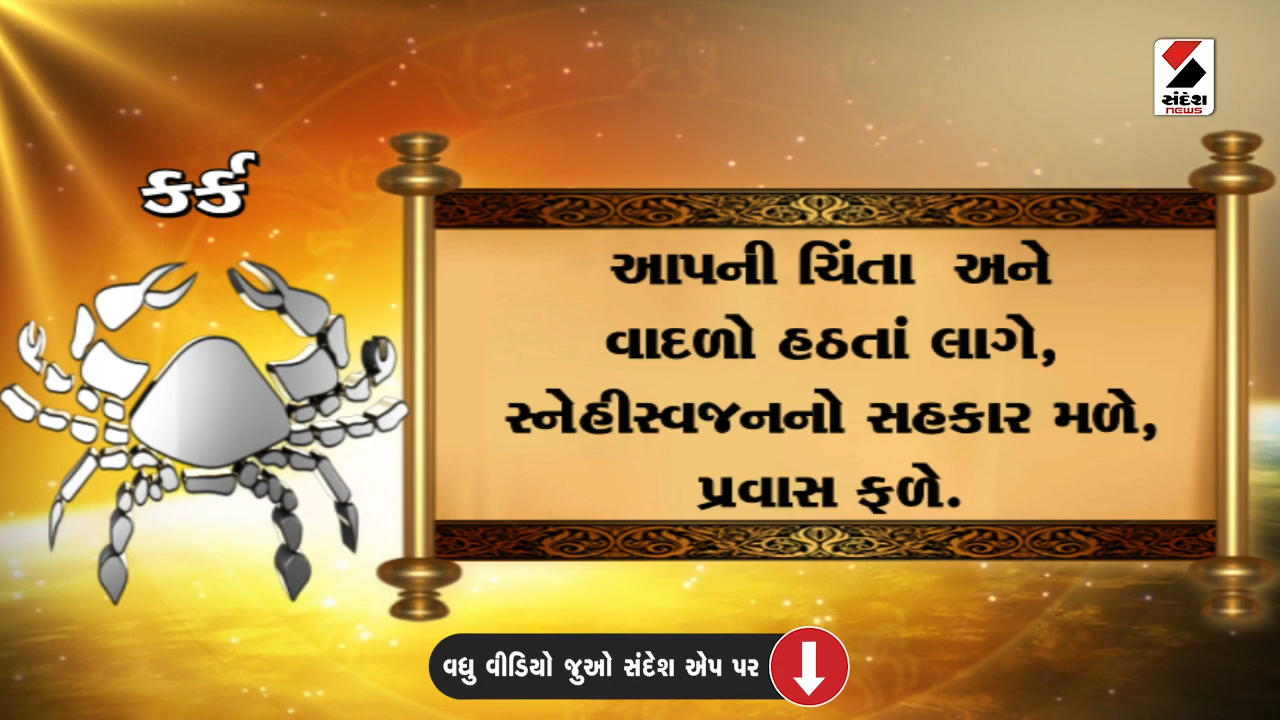 સંદેશ
NEWS
કર્ક
આપની ચિંતા અને
વાદળો હઠતાં લાગે,
સ્નેહીસ્વજનનો સહકાર મળે,
પ્રવાસ ફળે.
વધુ વીડિયો જુઓ સંદેશ એપ પર